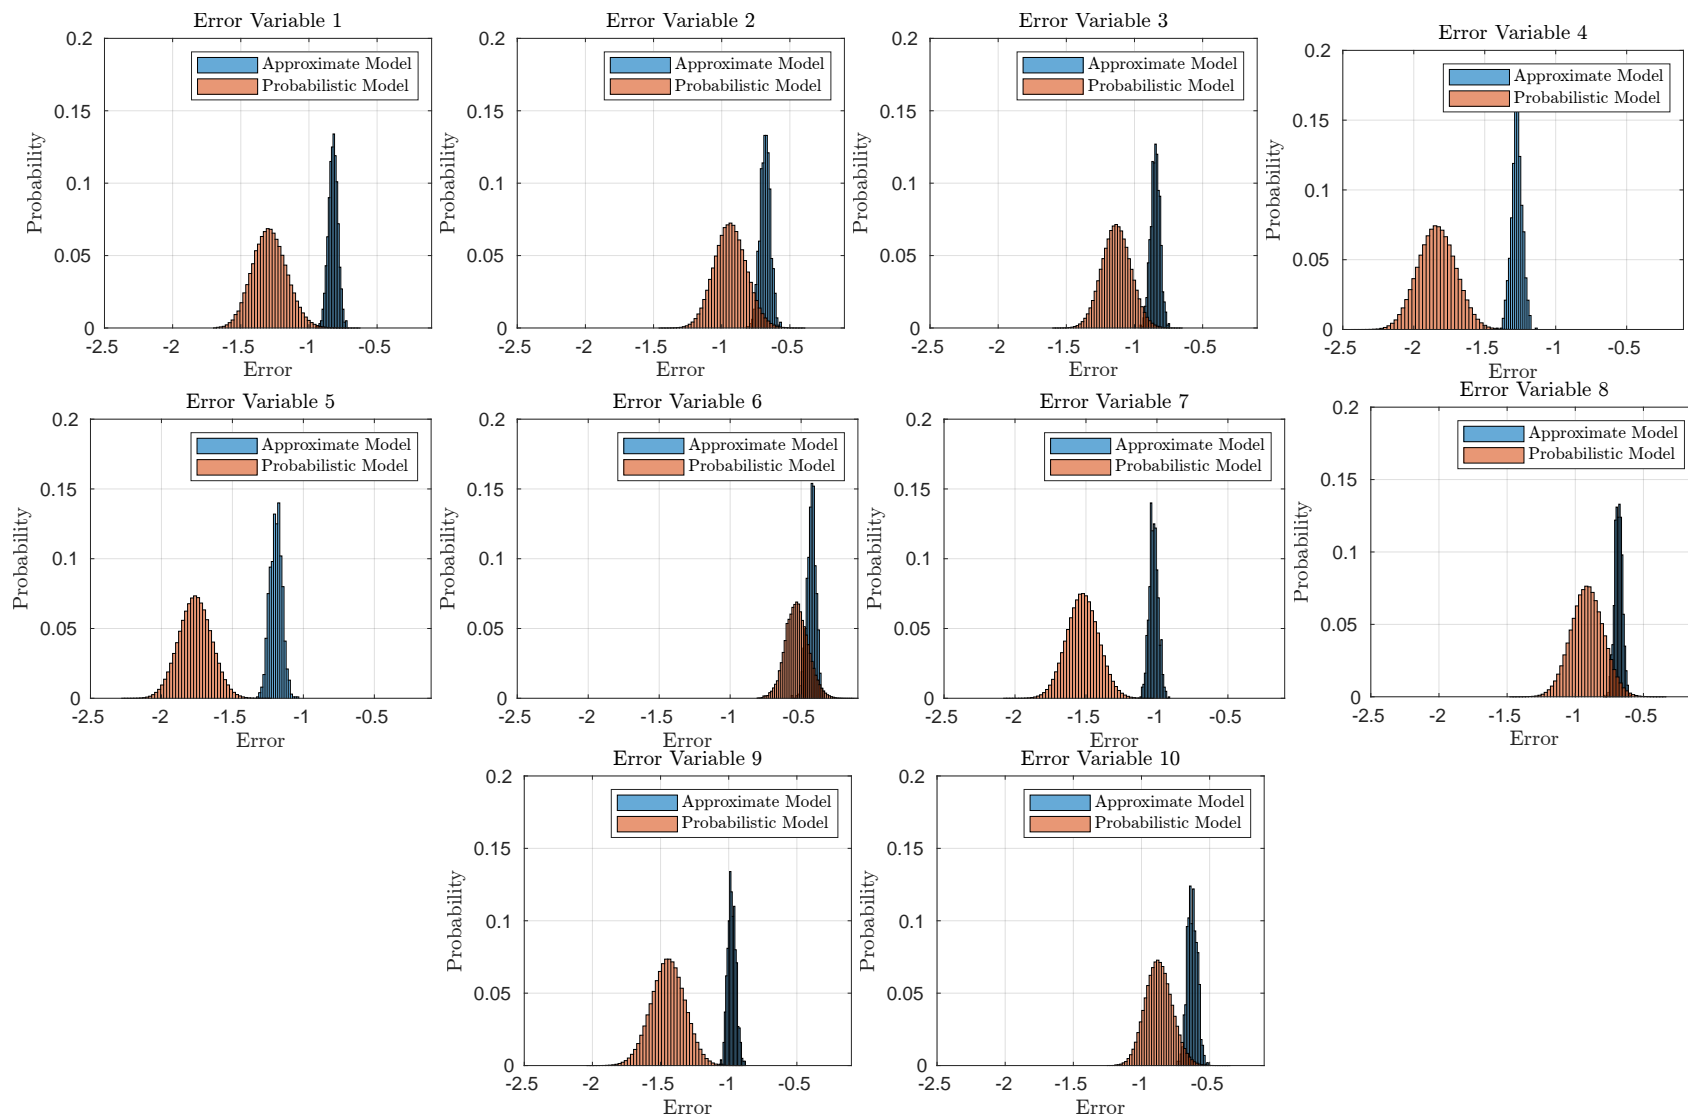 Error Variable 1
0.2
0.15
0.1
0.05
0
Probability
Approximate Model
Probabilistic Model
-2.5 -2 -1.5 -1 -0.5
Error
Error Variable 2
0.2
0.15
0.1
0.05
0
Probability
Approximate Model
Probabilistic Model
-2.5 -2 -1.5 -1 -0.5
Error
Error Variable 3
0.2
0.15
0.1
0.05
0
Probability
Approximate Model
Probabilistic Model
-2.5 -2 -1.5 -1 -0.5
Error
Error Variable 4
0.2
0.15
0.1
0.05
0
Probability
Approximate Model
Probabilistic Model
-2.5 -2 -1.5 -1 -0.5
Error
Error Variable 5
0.2
0.15
0.1
0.05
0
Probability
Approximate Model
Probabilistic Model
-2.5 -2 -1.5 -1 -0.5
Error
Error Variable 6
0.2
0.15
0.1
0.05
0
Probability
Approximate Model
Probabilistic Model
-2.5 -2 -1.5 -1 -0.5
Error
Error Variable 7
0.2
0.15
0.1
0.05
0
Probability
Approximate Model
Probabilistic Model
-2.5 -2 -1.5 -1 -0.5
Error
Error Variable 8
0.2
0.15
0.1
0.05
0
Probability
Approximate Model
Probabilistic Model
-2.5 -2 -1.5 -1 -0.5
Error
Error Variable 9
0.2
0.15
0.1
0.05
0
Probability
Approximate Model
Probabilistic Model
-2.5 -2 -1.5 -1 -0.5
Error
Error Variable 10
0.2
0.15
0.1
0.05
0
Probability
Approximate Model
Probabilistic Model
-2.5 -2 -1.5 -1 -0.5
Error